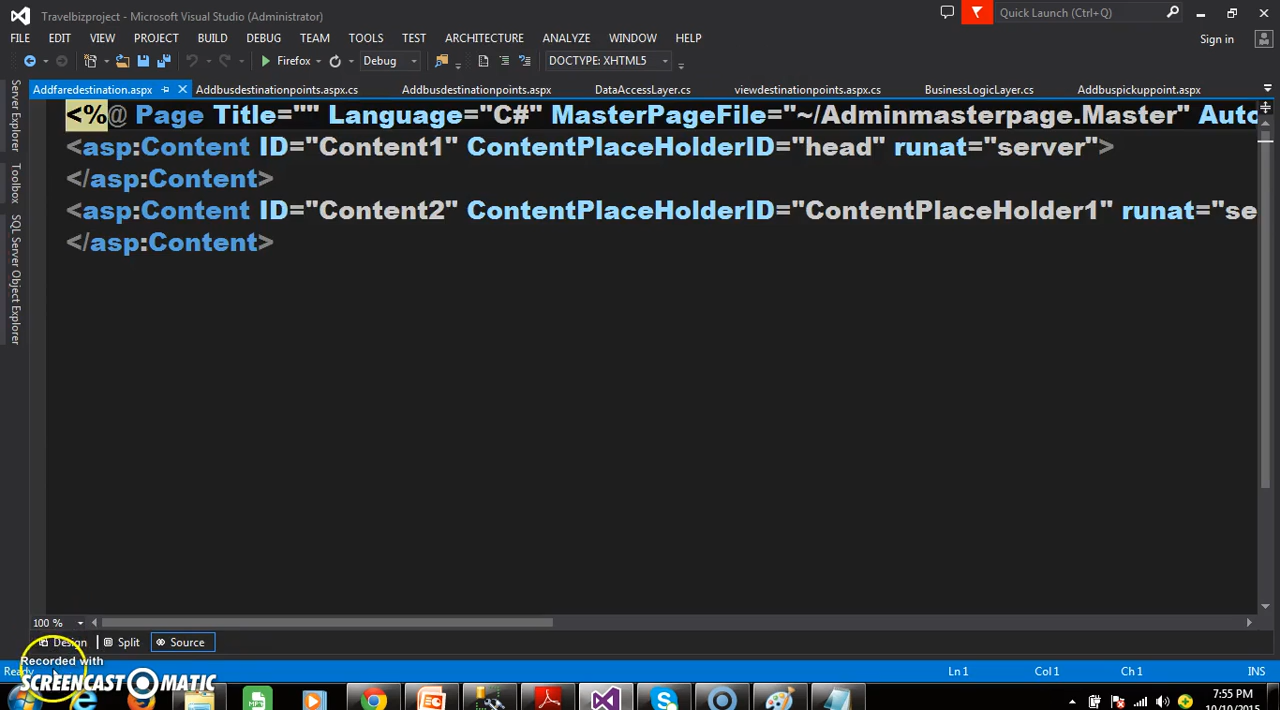 Travelbizproject - Microsoft Visual Studio (Administrator)
Quick Launch (Ctrl+Q)
FILE EDIT VIEW PROJECT BUILD DEBUG TEAM TOOLS TEST ARCHITECTURE ANALYZE WINDOW HELP
Sign in
Firefox Debug DOCTYPE: XHTML5
Addfaredestination.aspx Addbusdestinationpoints.aspx.cs Addbusdestinationpoints.aspx DataAccessLayer.cs viewdestinationpoints.aspx.cs BusinessLogicLayer.cs Addbuspickuppoint.aspx
Server Explorer
Toolbox
SQL Server Object Explorer
<%@ Page Title="" Language="C#" MasterPageFile="~/Adminmasterpage.Master" Auto
<asp:Content ID="Content1" ContentPlaceHolderID="head" runat="server">
</asp:Content>
<asp:Content ID="Content2" ContentPlaceHolderID="ContentPlaceHolder1" runat="se
</asp:Content>
100 %
Design Split Source
Ready
Ln 1 Col 1 Ch 1 INS
Recorded with
SCREENCAST MATIC
7:55 PM
10/10/2015